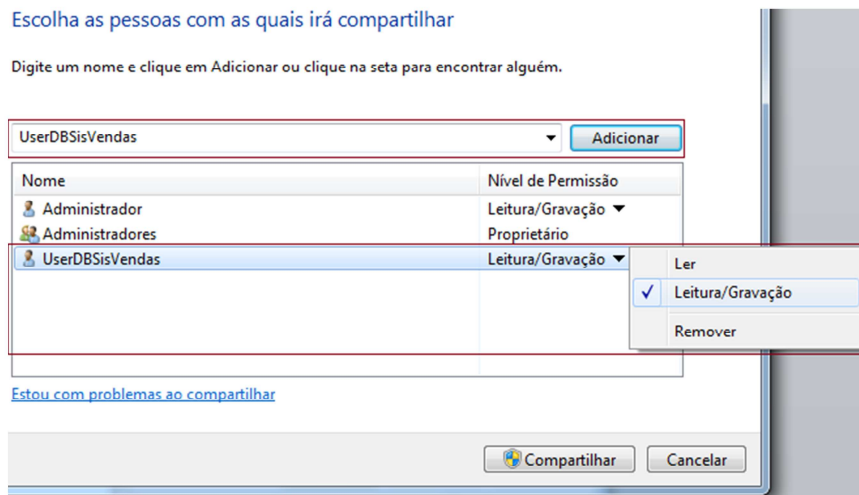 Escolha as pessoas com as quais irá compartilhar
Digite um nome e clique em Adicionar ou clique na seta para encontrar alguém.
UserDBSisVendas Adicionar
Nome Nível de Permissão
Administrador Leitura/Gravação
Administradores Proprietário
UserDBSisVendas Leitura/Gravação
Ler
Leitura/Gravação
Remover
Estou com problemas ao compartilhar
Compartilhar Cancelar